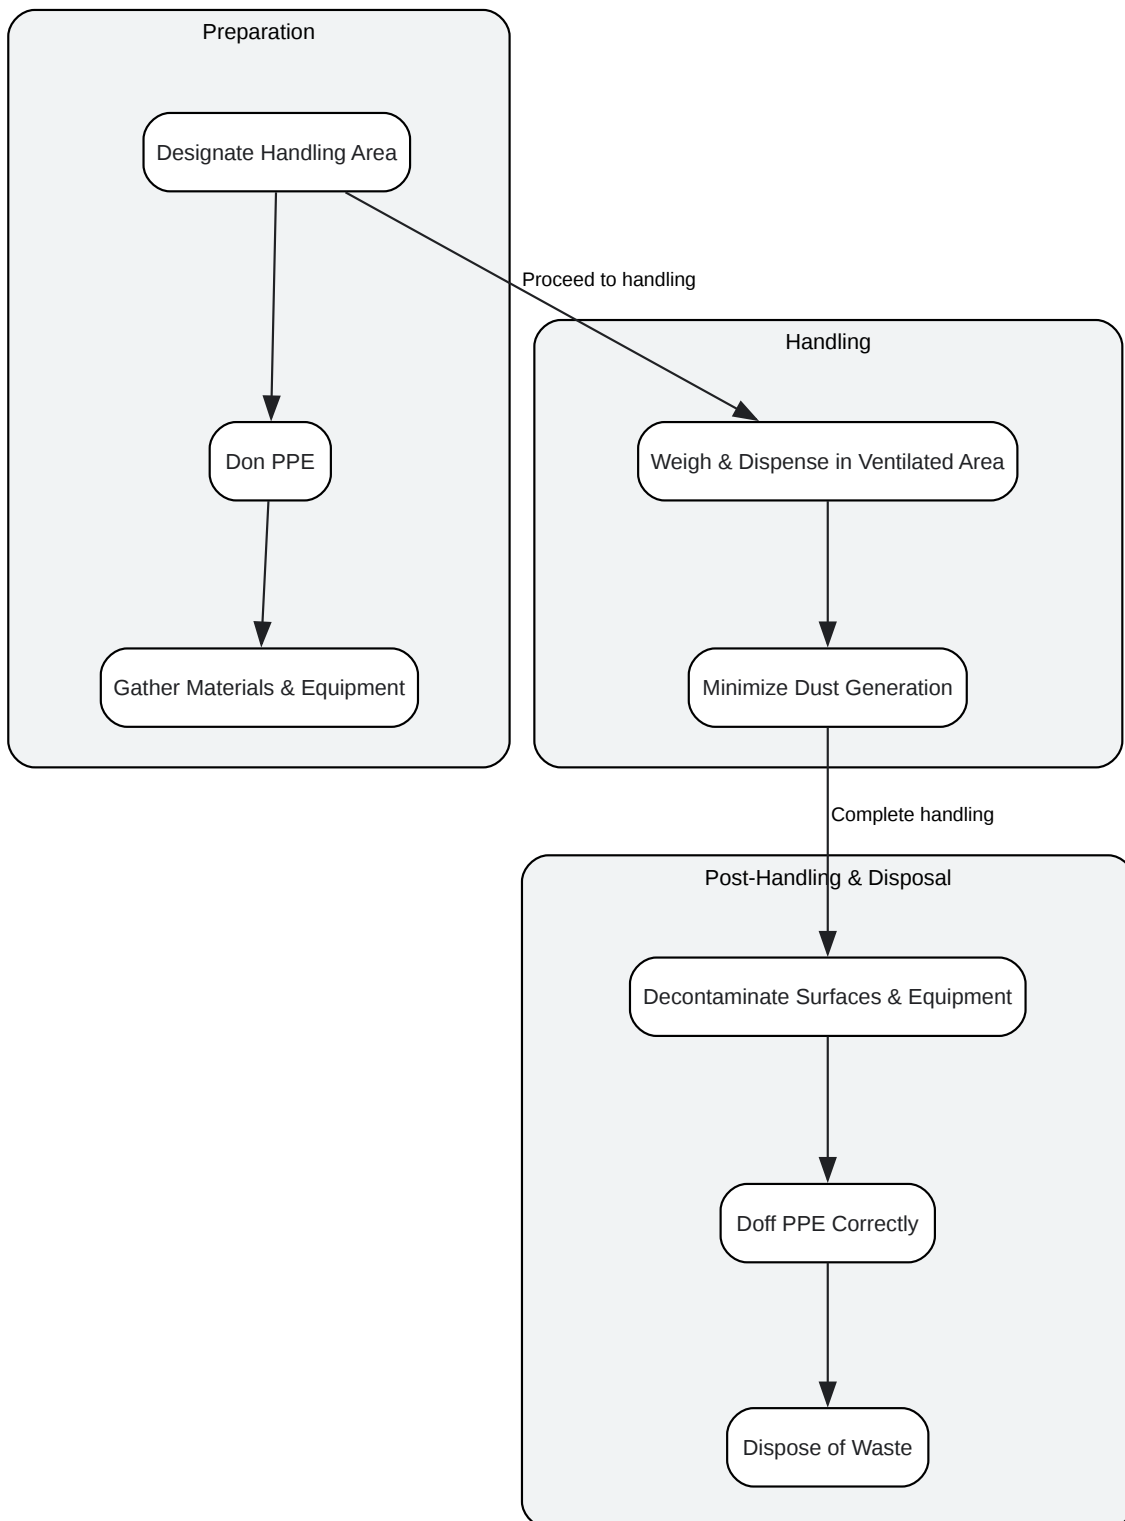 Preparation
Designate Handling Area
Proceed to handling
Handling
Don PPE
Weigh & Dispense in Ventilated Area
Gather Materials & Equipment
Minimize Dust Generation
Complete handling
Post-Handling & Disposal
Decontaminate Surfaces & Equipment
Doff PPE Correctly
Dispose of Waste